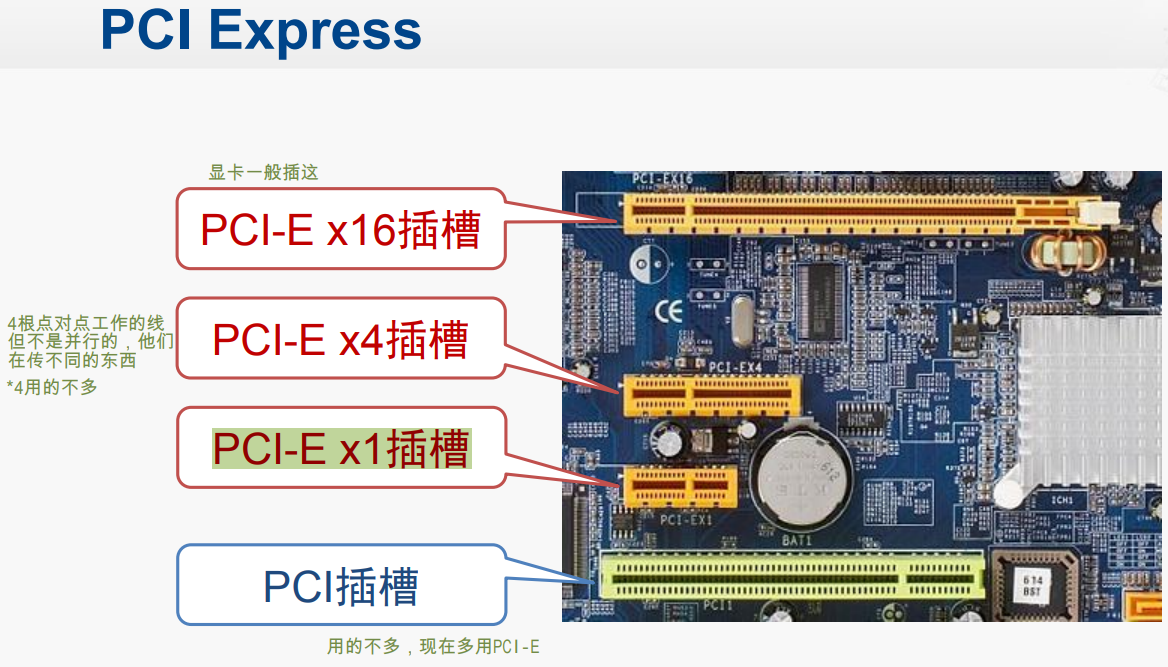 PCI Express
显卡一般插这
PCI-E x16插槽
4根点对点工作的线
但不是并行的，他们
在传不同的东西
*4用的不多
PCI-E x4插槽
PCI-E x1插槽
PCI插槽
用的不多，现在多用PCI-E
PCI-EX16
CE
PCI-EX4
PCI-EX1
BAT1
ICH1
PCI1
614
BST